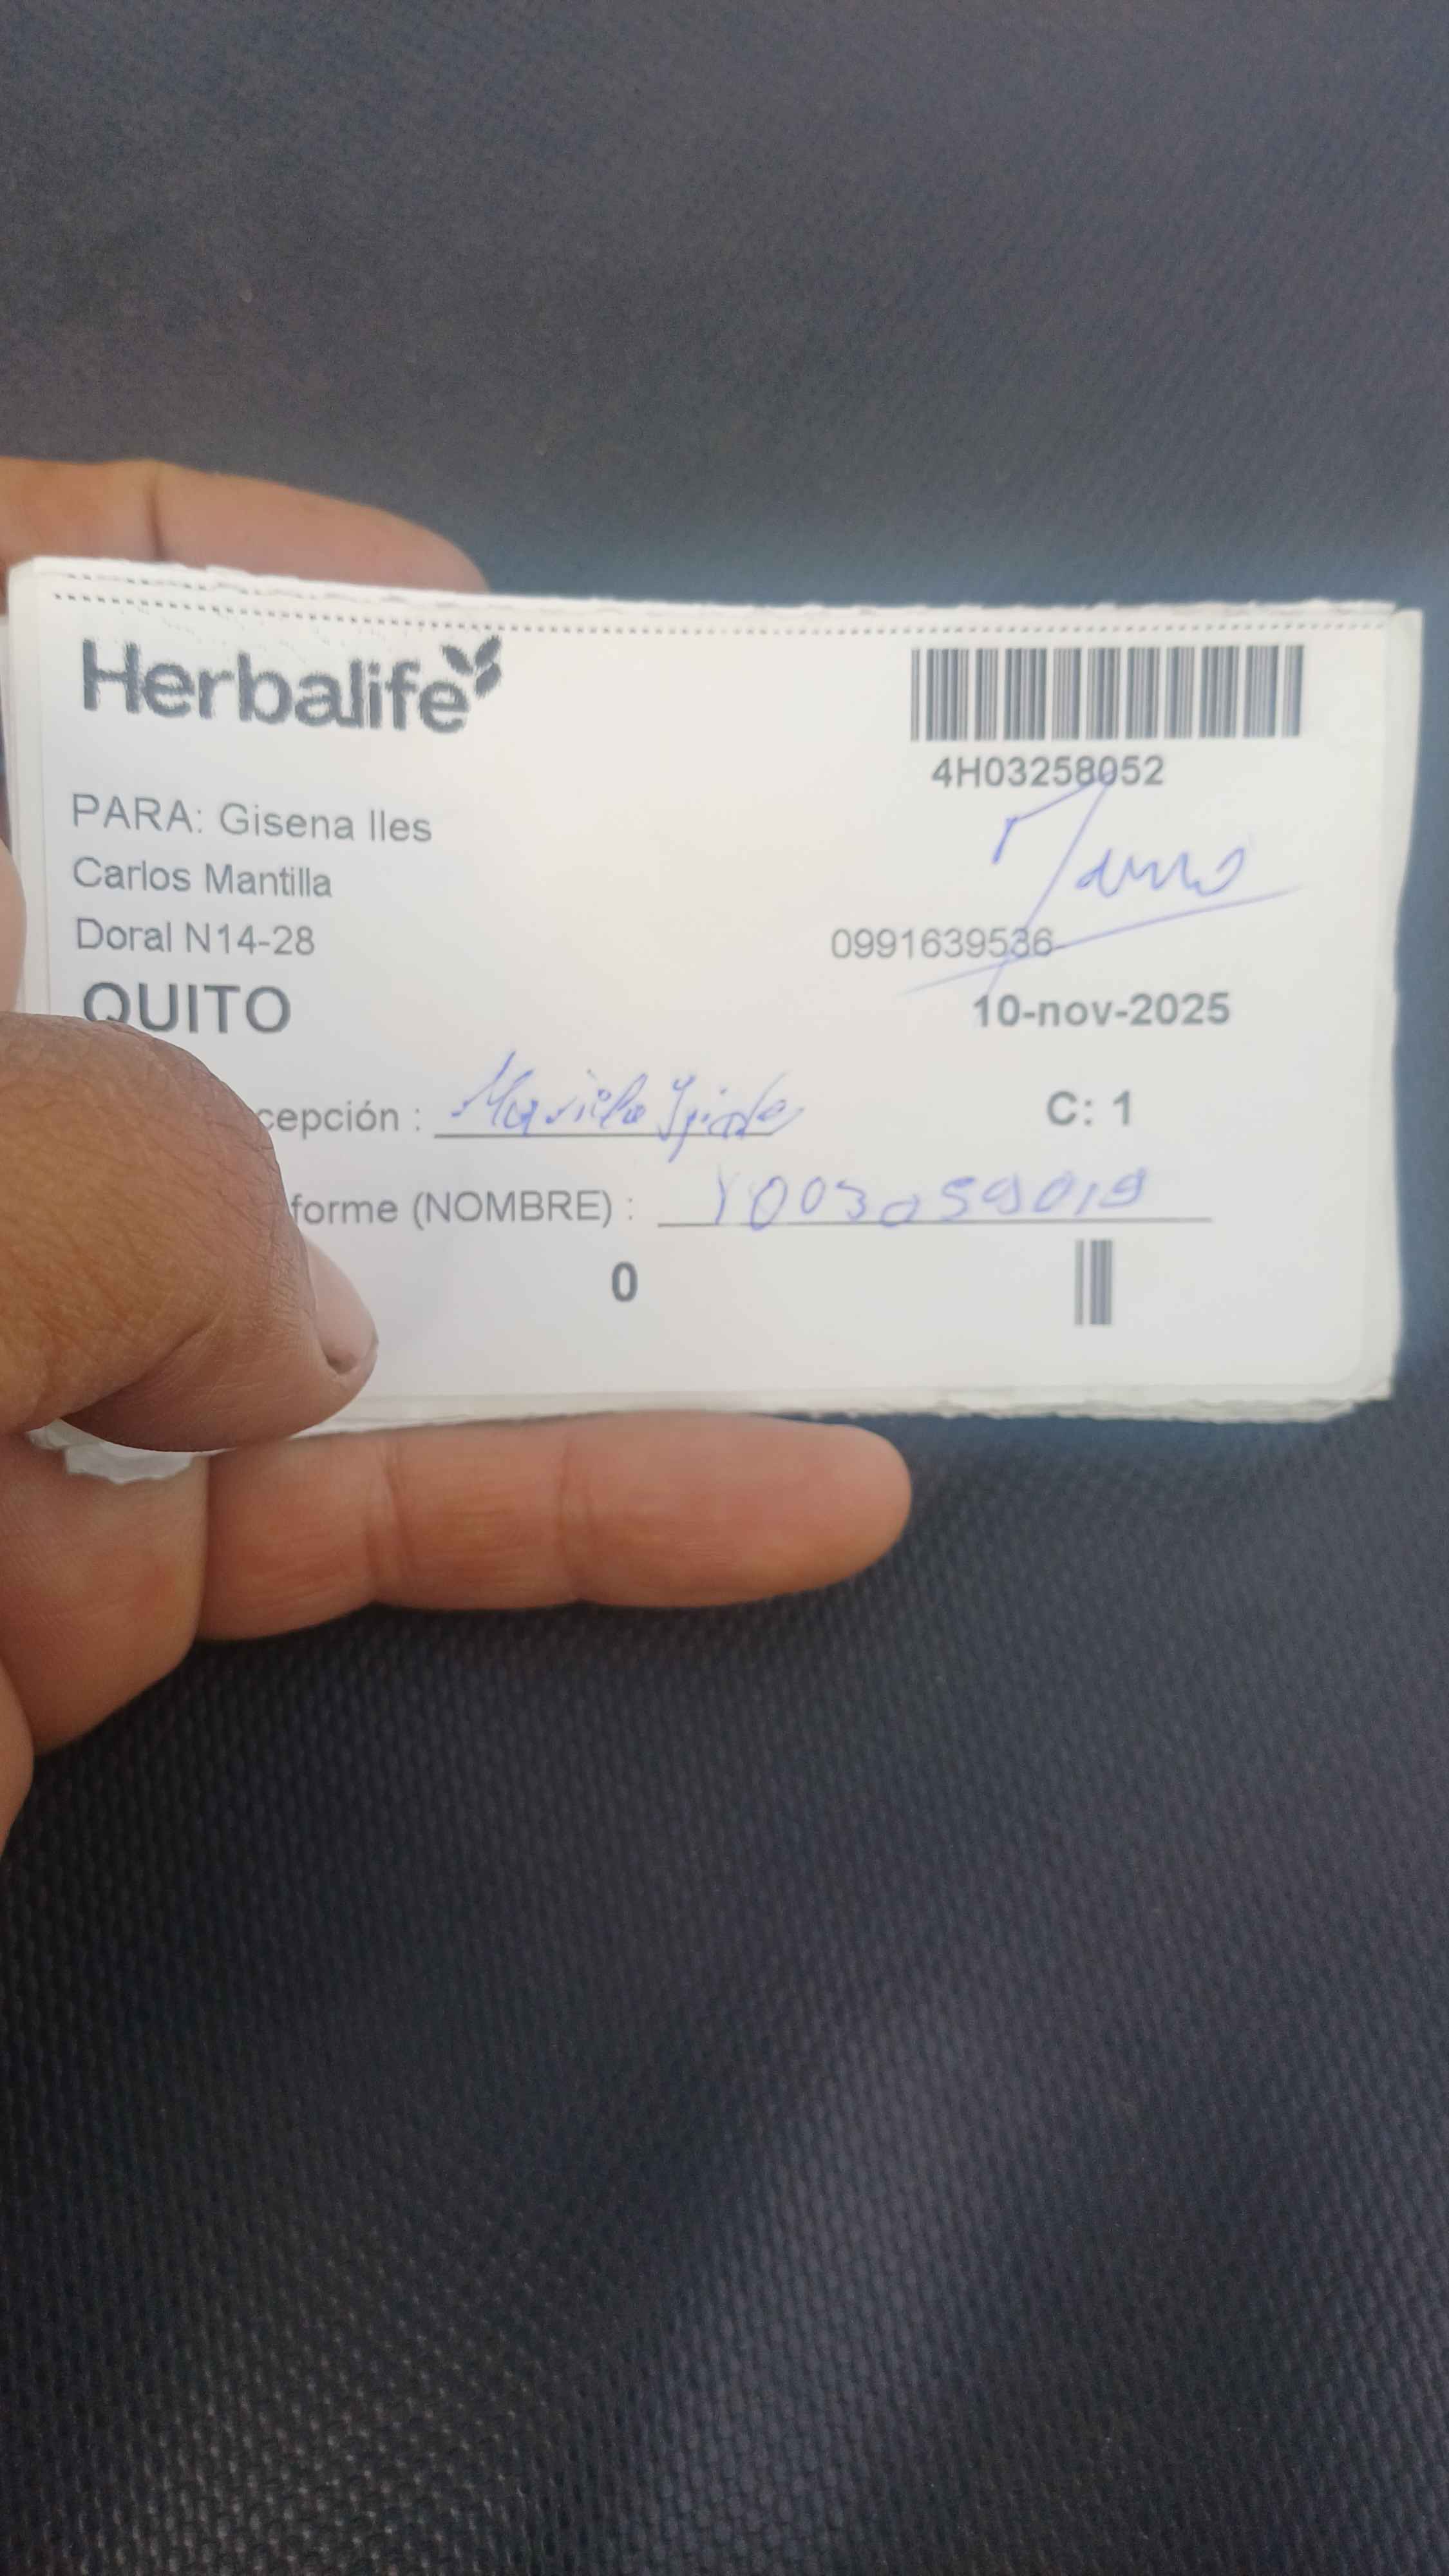 Herbalife
4H03258052
PARA: Gisena Iles
Carlos Mantilla
Doral N14-28
0991639536
QUITO
10-nov-2025
cepción :
C: 1
forme (NOMBRE) : 1003059019
0